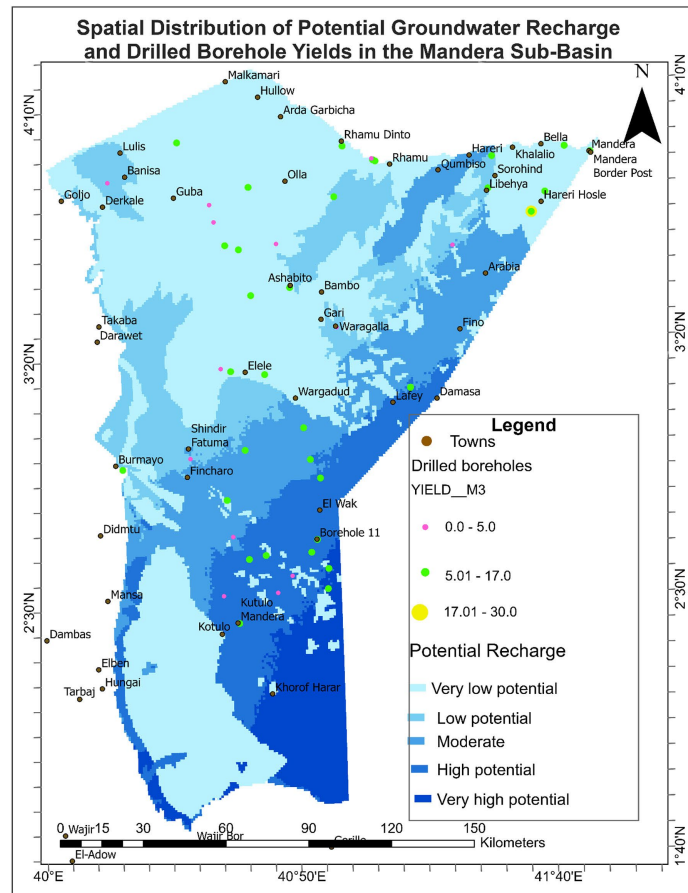 Spatial Distribution of Potential Groundwater Recharge
and Drilled Borehole Yields in the Mandera Sub-Basin
N
4°10'N
3°20'N
2°30'N
4°10'N
3°20'N
2°30'N
1°40'N
Malkamari
Hullow
Arda Garbicha
Rhamu Dinto
Lulis
Rhamu
Qumbiso
Hareri
Khalalio
Bella
Mandera
Mandera
Border Post
Banisa
Olla
Sorohind
Libehya
Goljo
Derkale
Guba
Hareri Hosle
Arabia
Ashabito
Bambo
Gari
Waragalla
Fino
Takaba
Darawet
Elele
Wargadud
Lafey
Damasa
Shindir
Fatuma
Burmayo
Fincharo
El Wak
Didmtu
Borehole 11
Mansa
Kutulo
Mandera
Kotulo
Dambas
Elben
Hungai
Tarbaj
Khorof Harar
Legend
Towns
Drilled boreholes
YIELD__M3
0.0 - 5.0
5.01 - 17.0
17.01 - 30.0
Potential Recharge
Very low potential
Low potential
Moderate
High potential
Very high potential
Wajir
0 15 30 60 90 120 150
Kilometers
Wajir Bor
El-Adow
40°E
40°50'E
41°40'E